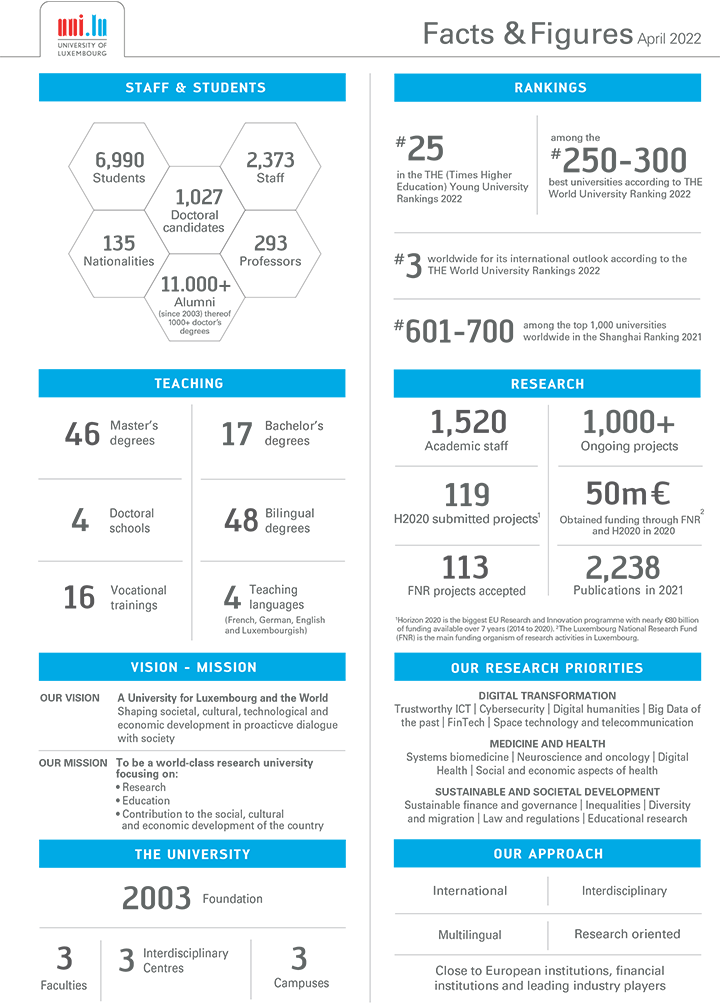 uni.lu
UNIVERSITY OF
LUXEMBOURG
Facts & Figures April 2022
STAFF & STUDENTS
6,990
Students
2,373
Staff
1,027
Doctoral
candidates
135
Nationalities
293
Professors
11.000+
Alumni
(since 2003) thereof
1000+ doctor's
degrees
TEACHING
46 Master's
degrees
17 Bachelor's
degrees
4 Doctoral
schools
48 Bilingual
degrees
16 Vocational
trainings
4 Teaching
languages
(French, German, English
and Luxembourgish)
VISION - MISSION
OUR VISION A University for Luxembourg and the World
Shaping societal, cultural, technological and
economic development in proacticve dialogue
with society
OUR MISSION To be a world-class research university
focusing on:
• Research
• Education
• Contribution to the social, cultural
and economic development of the country
THE UNIVERSITY
2003 Foundation
3
Faculties
3 Interdisciplinary
Centres
3
Campuses
RANKINGS
#25
in the THE (Times Higher
Education) Young University
Rankings 2022
among the
#250-300
best universities according to THE
World University Ranking 2022
#3 worldwide for its international outlook according to the
THE World University Rankings 2022
#601-700 among the top 1,000 universities
worldwide in the Shanghai Ranking 2021
RESEARCH
1,520
Academic staff
1,000+
Ongoing projects
119
H2020 submitted projects¹
50m€
Obtained funding through FNR²
and H2020 in 2020
113
FNR projects accepted
2,238
Publications in 2021
¹Horizon 2020 is the biggest EU Research and Innovation programme with nearly €80 billion
of funding available over 7 years (2014 to 2020). ²The Luxembourg National Research Fund
(FNR) is the main funding organism of research activities in Luxembourg.
OUR RESEARCH PRIORITIES
DIGITAL TRANSFORMATION
Trustworthy ICT | Cybersecurity | Digital humanities | Big Data of
the past | FinTech | Space technology and telecommunication
MEDICINE AND HEALTH
Systems biomedicine | Neuroscience and oncology | Digital
Health | Social and economic aspects of health
SUSTAINABLE AND SOCIETAL DEVELOPMENT
Sustainable finance and governance | Inequalities | Diversity
and migration | Law and regulations | Educational research
OUR APPROACH
International
Interdisciplinary
Multilingual
Research oriented
Close to European institutions, financial
institutions and leading industry players